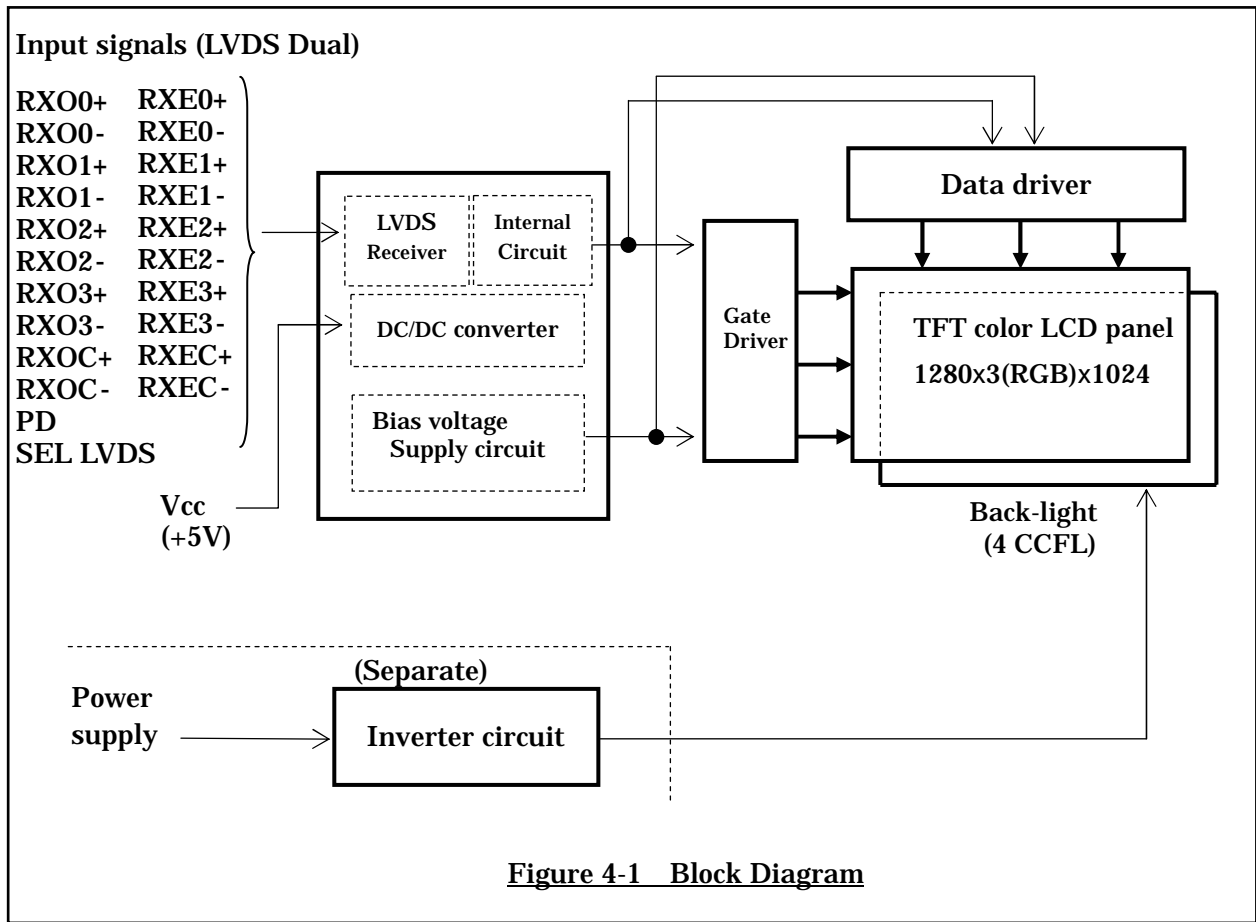 Input signals (LVDS Dual)
RXO0+ RXE0+
RXO0- RXE0-
RXO1+ RXE1+
RXO1- RXE1-
RXO2+ RXE2+
RXO2- RXE2-
RXO3+ RXE3+
RXO3- RXE3-
RXOC+ RXEC+
RXOC- RXEC-
PD
SEL LVDS
Vcc
(+5V)
LVDS
Receiver
Internal
Circuit
DC/DC converter
Bias voltage
Supply circuit
Gate
Driver
Data driver
TFT color LCD panel
1280x3(RGB)x1024
Back-light
(4 CCFL)
(Separate)
Power
supply
Inverter circuit
Figure 4-1 Block Diagram